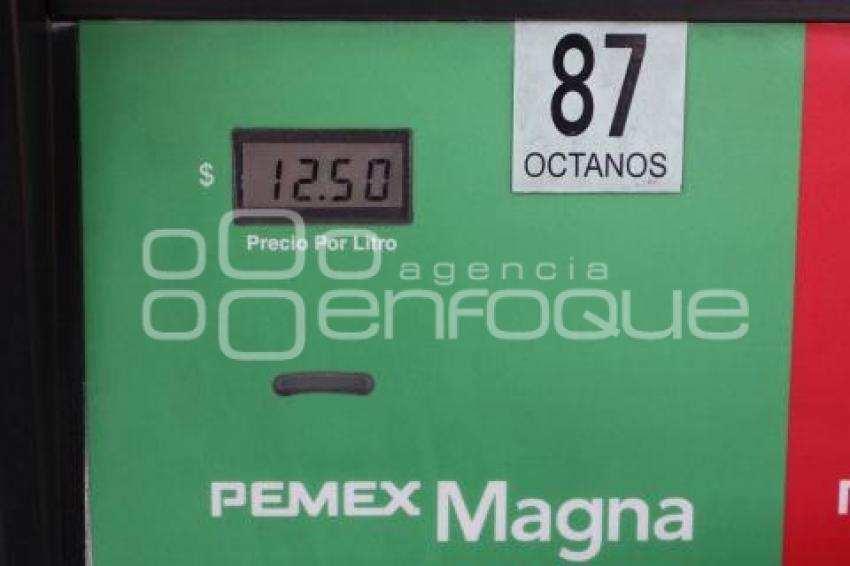 87
OCTANOS
$ 12.50
Precio Por Litro
agencia
enfoque
PEMEX Magna